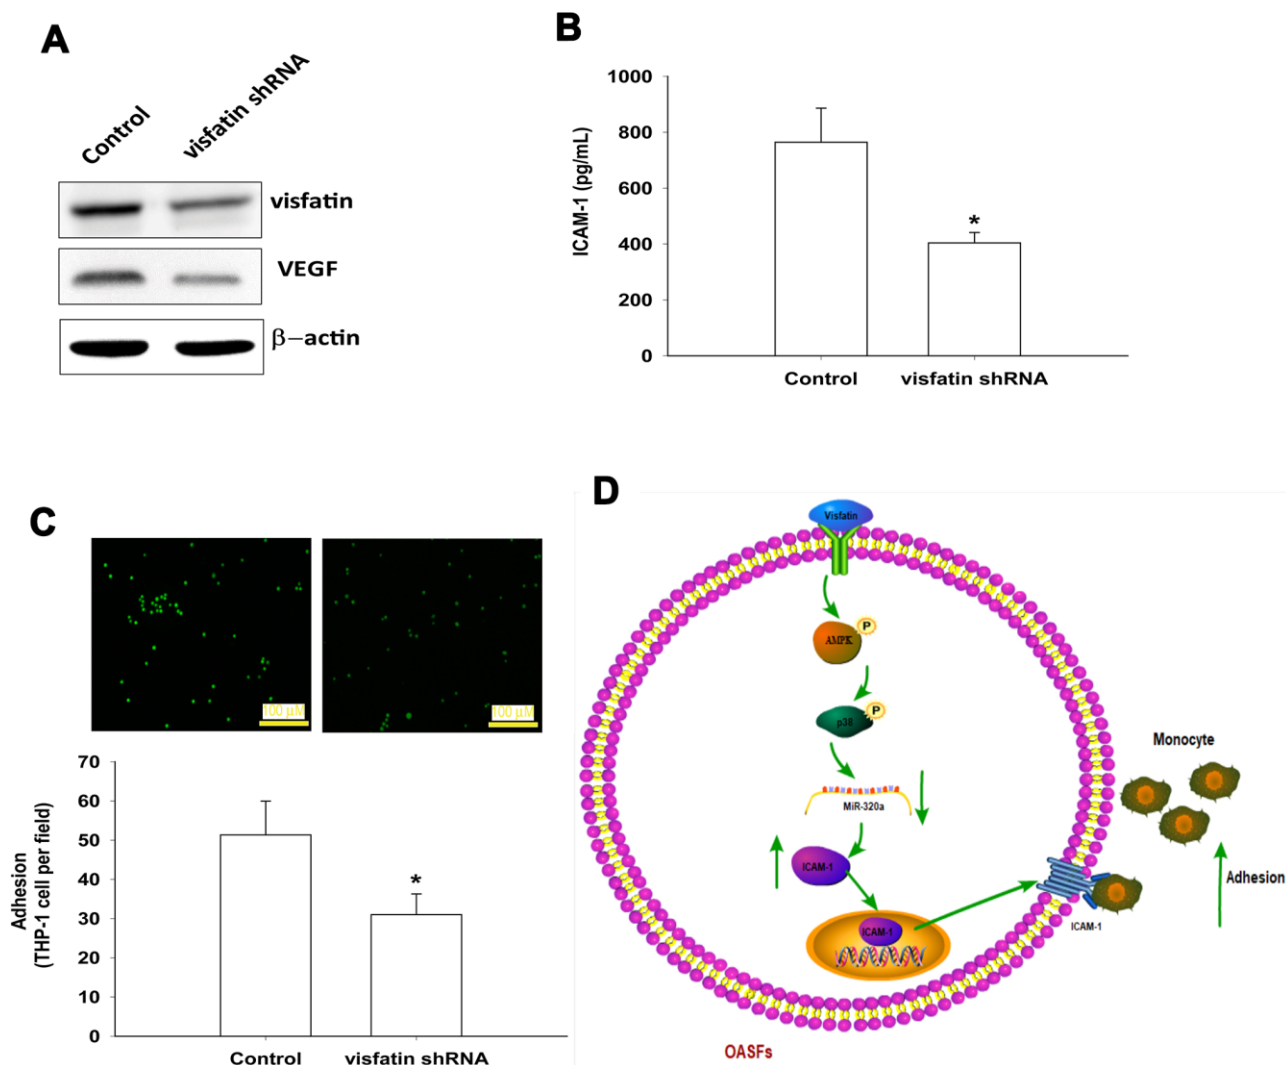 A
Control
visfatin shRNA
visfatin
VEGF
β–actin
B
ICAM-1 (pg/mL)
1000
800
600
400
200
0
*
Control
visfatin shRNA
C
100 µM
100 µM
Adhesion
(THP-1 cell per field)
70
60
50
40
30
20
10
0
*
Control
visfatin shRNA
D
Visfatin
AMPK
P
p38
P
MiR-320a
ICAM-1
ICAM-1
Monocyte
Adhesion
ICAM-1
OASFs